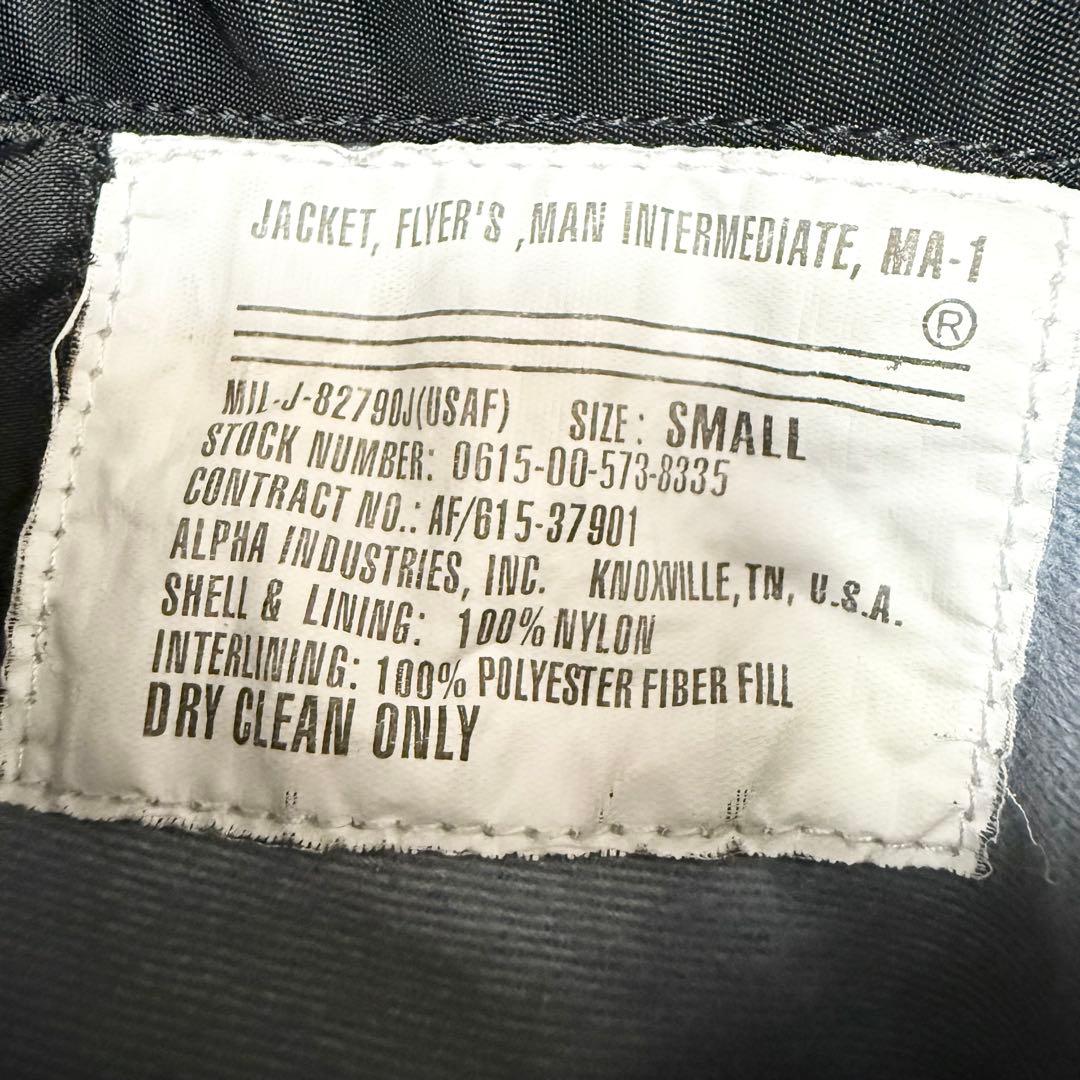 JACKET, FLYER'S ,MAN INTERMEDIATE, MA-1
®
MIL-J-82790J(USAF) SIZE: SMALL
STOCK NUMBER: 0615-00-573-8335
CONTRACT NO.: AF/615-37901
ALPHA INDUSTRIES, INC. KNOXVILLE, TN, U.S.A.
SHELL & LINING: 100% NYLON
INTERLINING: 100% POLYESTER FIBER FILL
DRY CLEAN ONLY